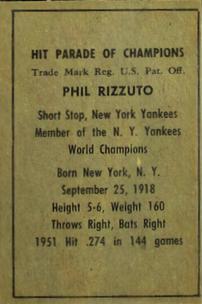 HIT PARADE OF CHAMPIONS
Trade Mark Reg. U.S. Pat. Off.
PHIL RIZZUTO
Short Stop, New York Yankees
Member of the N. Y. Yankees
World Champions
Born New York, N. Y.
September 25, 1918
Height 5-6, Weight 160
Throws Right, Bats Right
1951 Hit .274 in 144 games